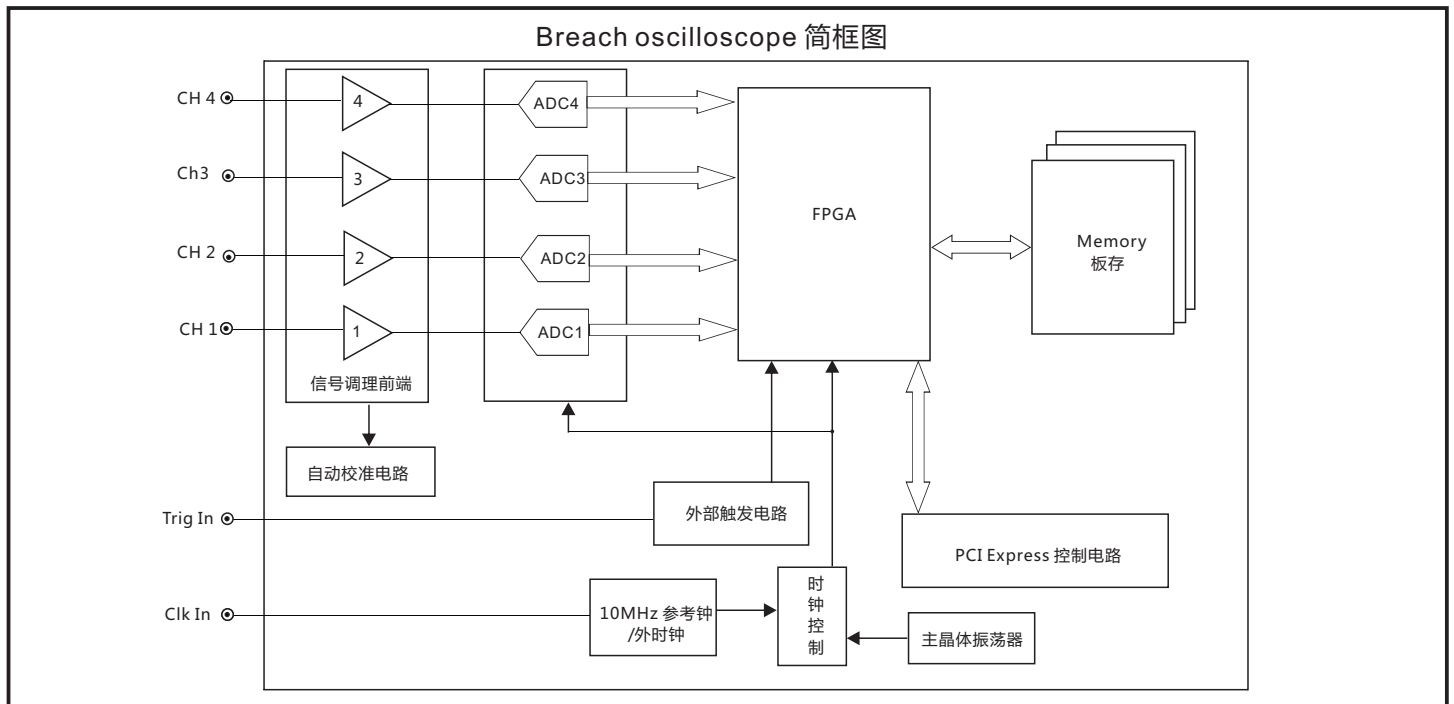 Breach oscilloscope 简框图
CH 4
4
ADC4
Ch3
3
ADC3
FPGA
Memory
板存
CH 2
2
ADC2
CH 1
1
ADC1
信号调理前端
自动校准电路
Trig In
外部触发电路
PCI Express 控制电路
Clk In
10MHz 参考钟
/外时钟
时
钟
控
制
主晶体振荡器